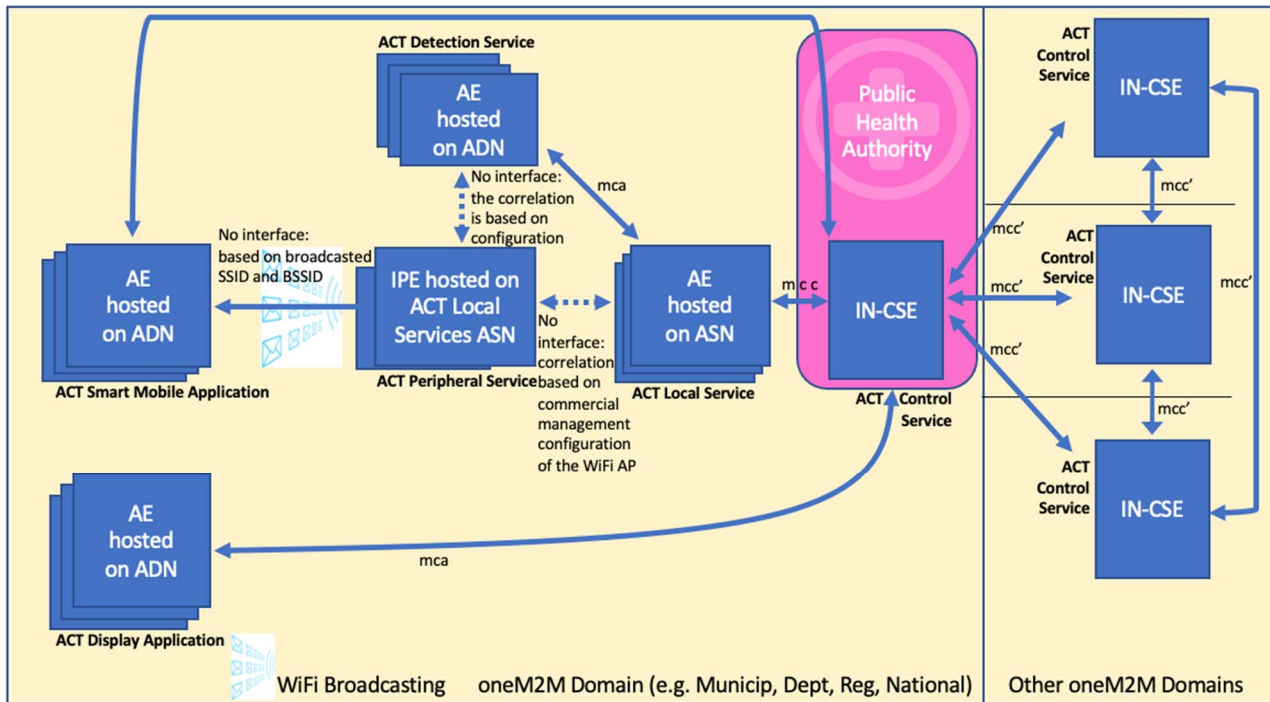 ACT Detection Service
AE
hosted
on ADN
No interface:
the correlation
is based on
configuration
mca
No interface:
based on broadcasted
SSID and BSSID
AE
hosted
on ADN
ACT Smart Mobile Application
IPE hosted on
ACT Local
Services ASN
ACT Peripheral Service
No
interface:
correlation
based on
commercial
management
configuration
of the WiFi AP
AE
hosted
on ASN
ACT Local Service
m c c
Public
Health
Authority
IN-CSE
ACT Control
Service
mcc’
mcc’
mcc’
ACT
Control
Service
IN-CSE
mcc’
ACT
Control
Service
IN-CSE
mcc’
mcc’
ACT
Control
Service
IN-CSE
AE
hosted
on ADN
ACT Display Application
mca
WiFi Broadcasting
oneM2M Domain (e.g. Municip, Dept, Reg, National)
Other oneM2M Domains